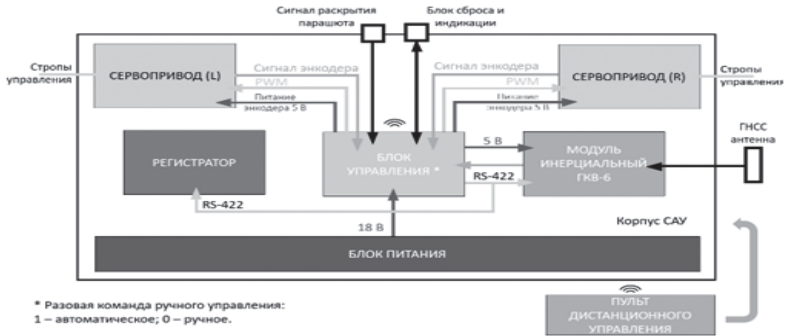 Сигнал раскрытия
парашюта
Блок сброса и
индикации
Стропы
управления
СЕРВОПРИВОД (L)
Сигнал энкодера
PWM
Питание
энкодера 5 В
Сигнал энкодера
PWM
Питание
энкодера 5 В
СЕРВОПРИВОД (R)
Стропы
управления
РЕГИСТРАТОР
БЛОК
УПРАВЛЕНИЯ *
5 В
RS-422
МОДУЛЬ
ИНЕРЦИАЛЬНЫЙ
ГКВ-6
ГНСС
антенна
RS-422
18 В
Корпус САУ
БЛОК ПИТАНИЯ
* Разовая команда ручного управления:
1 – автоматическое; 0 – ручное.
ПУЛЬТ
ДИСТАНЦИОННОГО
УПРАВЛЕНИЯ